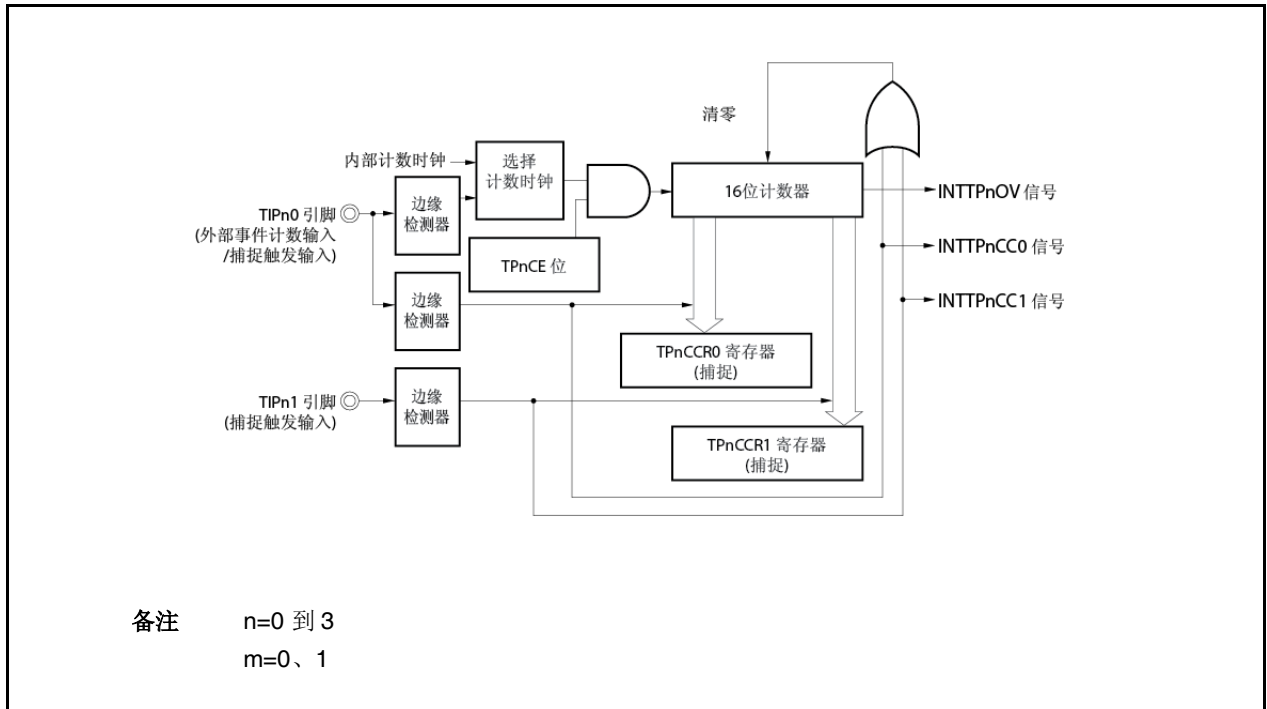 清零
内部计数时钟
选择
计数时钟
16位计数器
INTTPnOV 信号
TIPn0 引脚
(外部事件计数输入
/捕捉触发输入)
边缘
检测器
TPnCE 位
INTTPnCC0 信号
边缘
检测器
INTTPnCC1 信号
TPnCCR0 寄存器
(捕捉)
TIPn1 引脚
(捕捉触发输入)
边缘
检测器
TPnCCR1 寄存器
(捕捉)
备注 n=0 到 3
m=0、1